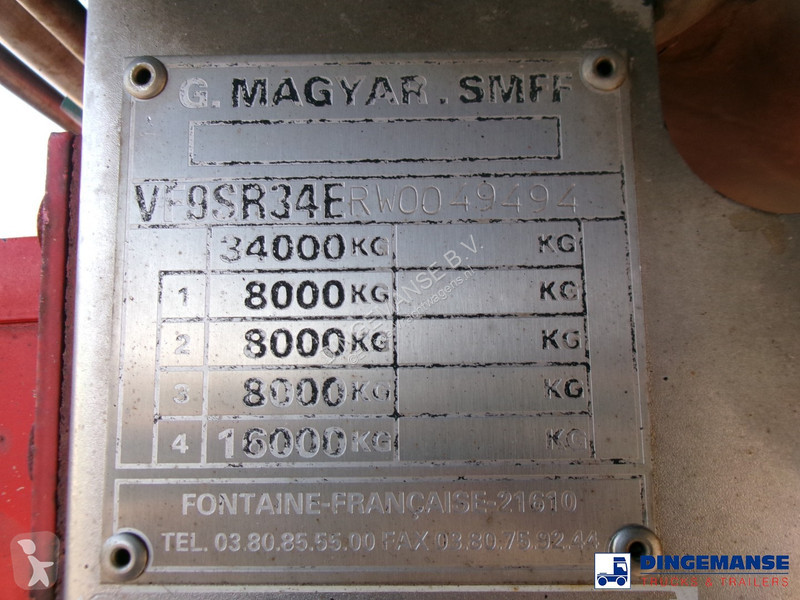 G. MAGYAR . SMFF
VF9SR34ERW0049494
34000 KG KG
1 8000 KG KG
2 8000 KG KG
3 8000 KG KG
4 16000 KG KG
FONTAINE-FRANÇAISE-21610
TEL. 03.80.85.55.00 FAX 03.80.75.92.44
DINGEMANSE B.V.
DINGEMANSE
TRUCKS & TRAILERS